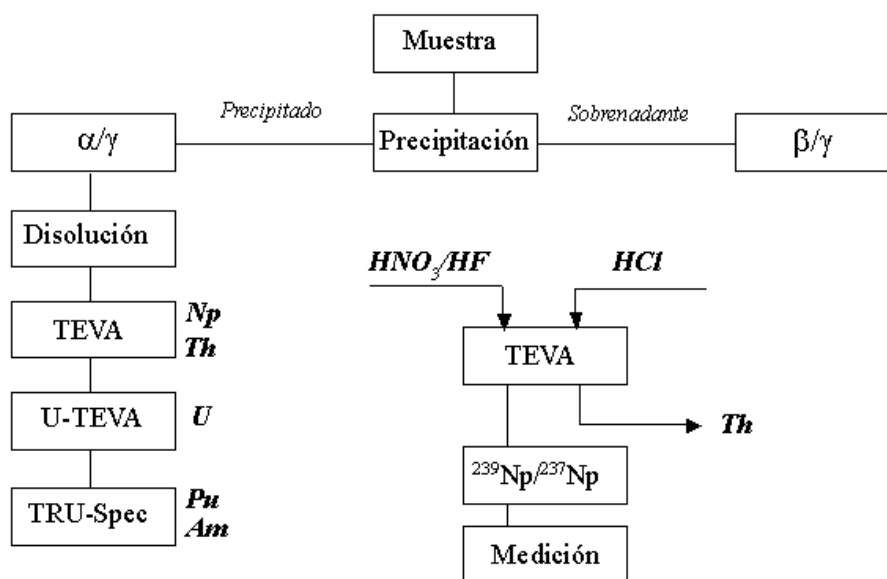 Muestra
Precipitado
Sobrenadante
α/γ
Precipitación
β/γ
Disolución
HNO₃/HF
HCl
TEVA
Np
Th
TEVA
U-TEVA
U
Th
²³⁹Np/²³⁷Np
TRU-Spec
Pu
Am
Medición